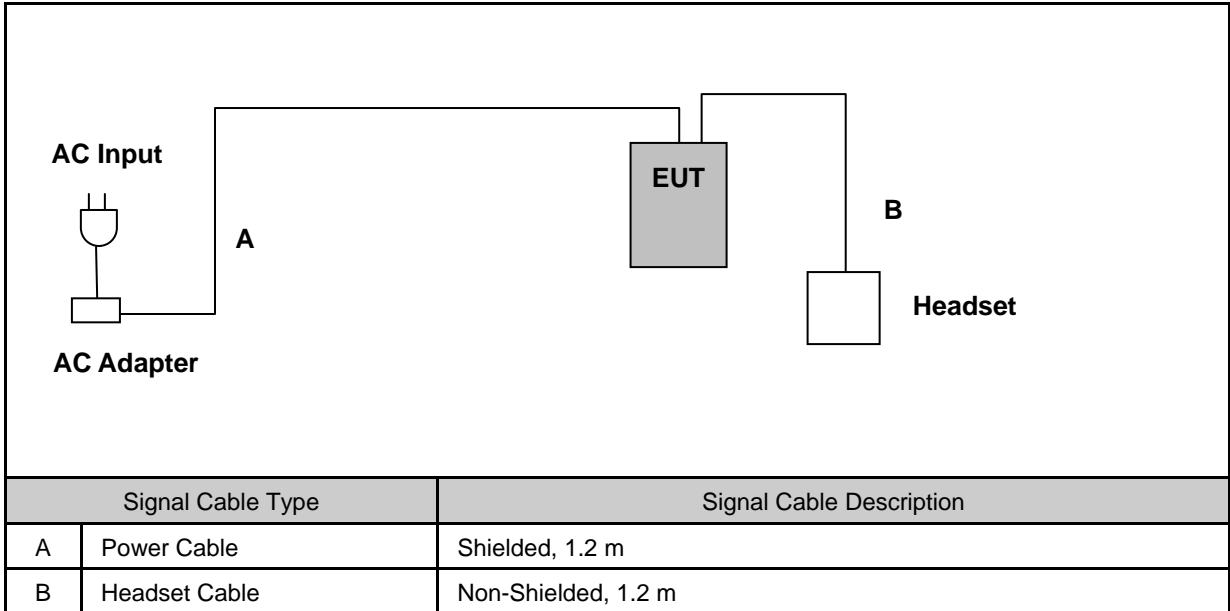 AC Input
EUT
A
B
Headset
AC Adapter
Signal Cable Type Signal Cable Description
A Power Cable Shielded, 1.2 m
B Headset Cable Non-Shielded, 1.2 m